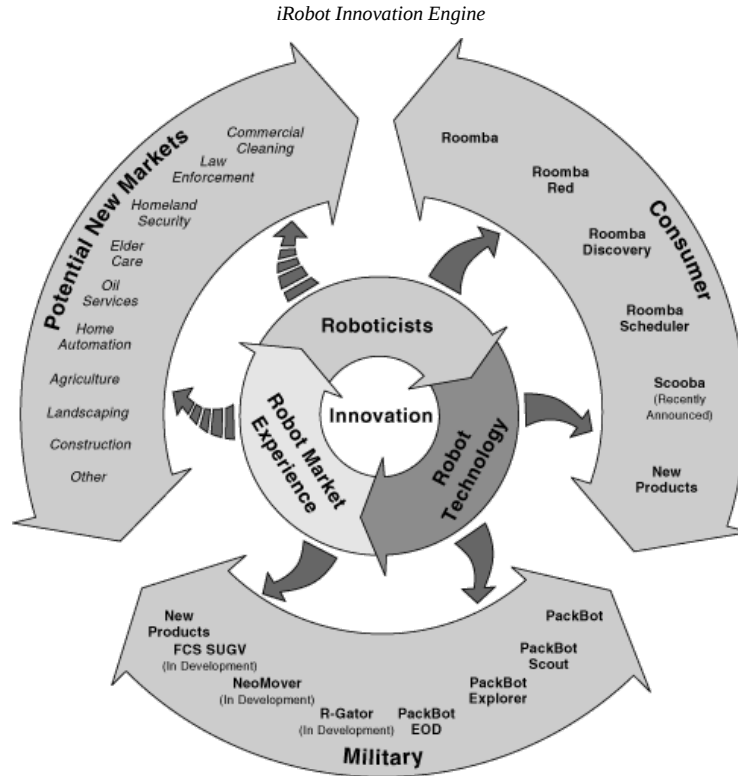 iRobot Innovation Engine
Potential New Markets
Commercial
Cleaning
Law
Enforcement
Homeland
Security
Elder
Care
Oil
Services
Home
Automation
Agriculture
Landscaping
Construction
Other
Consumer
Roomba
Roomba
Red
Roomba
Discovery
Roomba
Scheduler
Scooba
(Recently
Announced)
New
Products
Roboticists
Innovation
Robot Market
Experience
Robot
Technology
New
Products
FCS SUGV
(In Development)
NeoMover
(In Development)
R-Gator
(In Development)
PackBot
EOD
PackBot
Explorer
PackBot
Scout
PackBot
Military